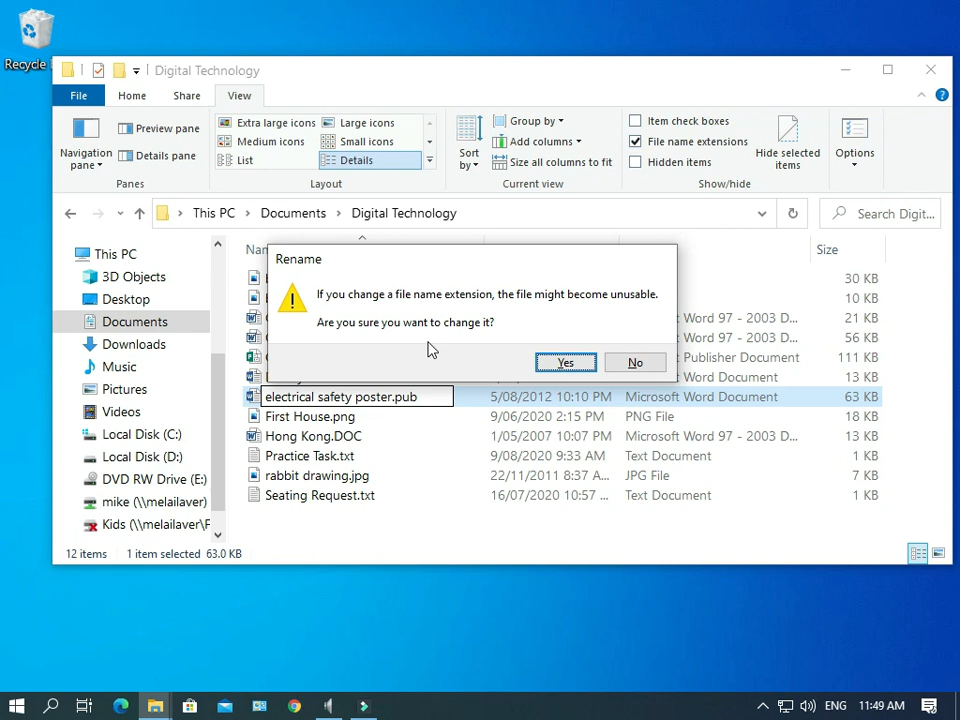 Recycle
Digital Technology
File
Home
Share
View
Navigation pane
Preview pane
Details pane
Panes
Extra large icons
Large icons
Medium icons
Small icons
List
Details
Layout
Sort by
Group by
Add columns
Size all columns to fit
Current view
Item check boxes
File name extensions
Hidden items
Hide selected items
Show/hide
Options
This PC > Documents > Digital Technology
Search Digit...
This PC
3D Objects
Desktop
Documents
Downloads
Music
Pictures
Videos
Local Disk (C:)
Local Disk (D:)
DVD RW Drive (E:)
mike (\\melailaver)
Kids (\\melailaver\
Size
30 KB
10 KB
Microsoft Word 97 - 2003 D... 21 KB
Microsoft Word 97 - 2003 D... 56 KB
Microsoft Publisher Document 111 KB
Microsoft Word Document 13 KB
electrical safety poster.pub 5/08/2012 10:10 PM Microsoft Word Document 63 KB
First House.png 9/06/2020 2:15 PM PNG File 18 KB
Hong Kong.DOC 1/05/2007 10:07 PM Microsoft Word 97 - 2003 D... 13 KB
Practice Task.txt 9/08/2020 9:33 AM Text Document 1 KB
rabbit drawing.jpg 22/11/2011 8:37 A... JPG File 7 KB
Seating Request.txt 16/07/2020 10:57 ... Text Document 1 KB
Rename
If you change a file name extension, the file might become unusable.
Are you sure you want to change it?
Yes
No
12 items
1 item selected 63.0 KB
ENG
11:49 AM